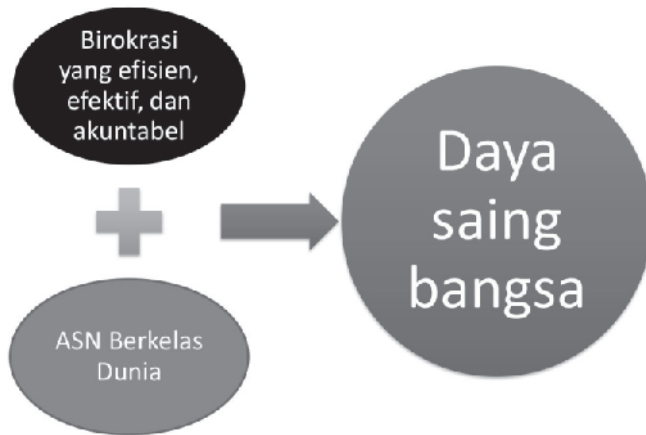 Birokrasi
yang efisien,
efektif, dan
akuntabel
ASN Berkelas
Dunia
Daya
saing
bangsa